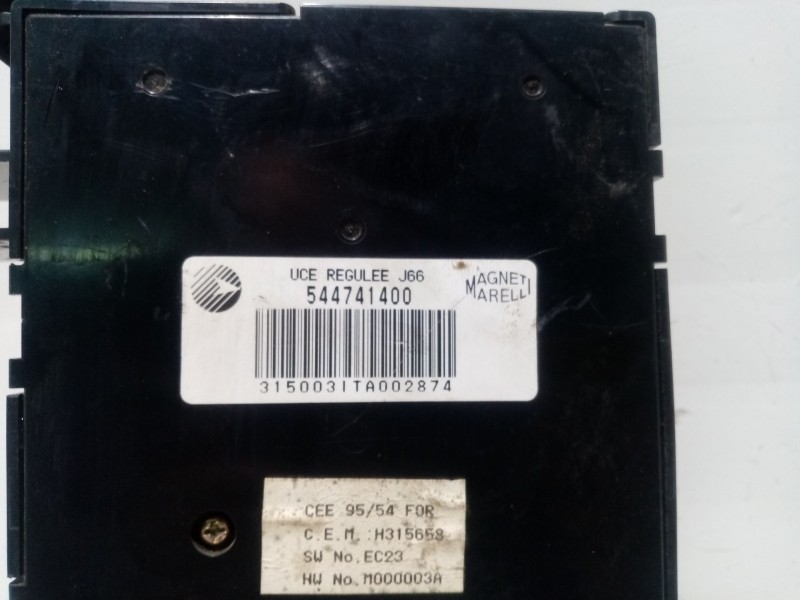 UCE REGULEE J66
544741400
MAGNETI
MARELLI
315003ITA002874
CEE 95/54 FOR
C.E.M. :H315658
SW No.EC23
HW No.M000003A